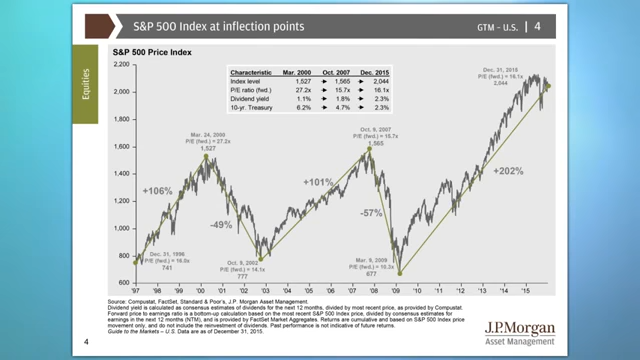 S&P 500 Index at inflection points
GTM – U.S. | 4
Equities
S&P 500 Price Index
Characteristic Mar. 2000 Oct. 2007 Dec. 2015
Index level 1,527 1,565 2,044
P/E ratio (fwd.) 27.2x 15.7x 16.1x
Dividend yield 1.1% 1.8% 2.3%
10-yr. Treasury 6.2% 4.7% 2.3%
2,200
2,000
1,800
1,600
1,400
1,200
1,000
800
600
Dec. 31, 2015
P/E (fwd.) = 16.1x
2,044
Mar. 24, 2000
P/E (fwd.) = 27.2x
1,527
Oct. 9, 2007
P/E (fwd.) = 15.7x
1,565
+106%
-49%
+101%
-57%
+202%
Dec. 31, 1996
P/E (fwd.) = 16.0x
741
Oct. 9, 2002
P/E (fwd.) = 14.1x
777
Mar. 9, 2009
P/E (fwd.) = 10.3x
677
'97 '98 '99 '00 '01 '02 '03 '04 '05 '06 '07 '08 '09 '10 '11 '12 '13 '14 '15
Source: Compustat, FactSet, Standard & Poor's, J.P. Morgan Asset Management.
Dividend yield is calculated as consensus estimates of dividends for the next 12 months, divided by most recent price, as provided by Compustat.
Forward price to earnings ratio is a bottom-up calculation based on the most recent S&P 500 Index price, divided by consensus estimates for
earnings in the next 12 months (NTM), and is provided by FactSet Market Aggregates. Returns are cumulative and based on S&P 500 Index price
movement only, and do not include the reinvestment of dividends. Past performance is not indicative of future returns.
Guide to the Markets – U.S. Data are as of December 31, 2015.
J.P.Morgan
Asset Management
4